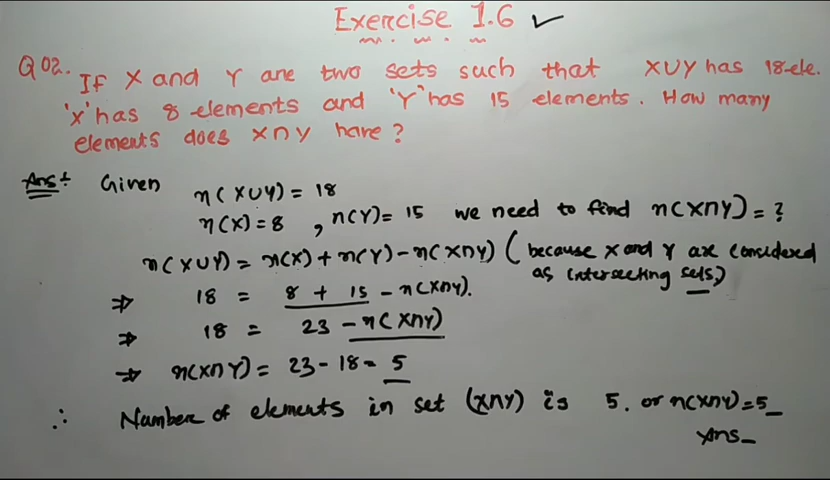 Exercise 1.6 ✓
Q02. If X and Y are two sets such that XUY has 18-ele.
'X' has 8 elements and 'Y' has 15 elements. How many
elements does X∩Y have?
Ans: Given n(XUY) = 18
n(X) = 8 , n(Y) = 15 we need to find n(X∩Y) = ?
n(XUY) = n(X) + n(Y) - n(X∩Y) (because X and Y are considered
as intersecting sets)
⇒ 18 = 8 + 15 - n(X∩Y).
⇒ 18 = 23 - n(X∩Y)
⇒ n(X∩Y) = 23 - 18 = 5
∴ Number of elements in set (X∩Y) is 5. or n(X∩Y) = 5
Ans